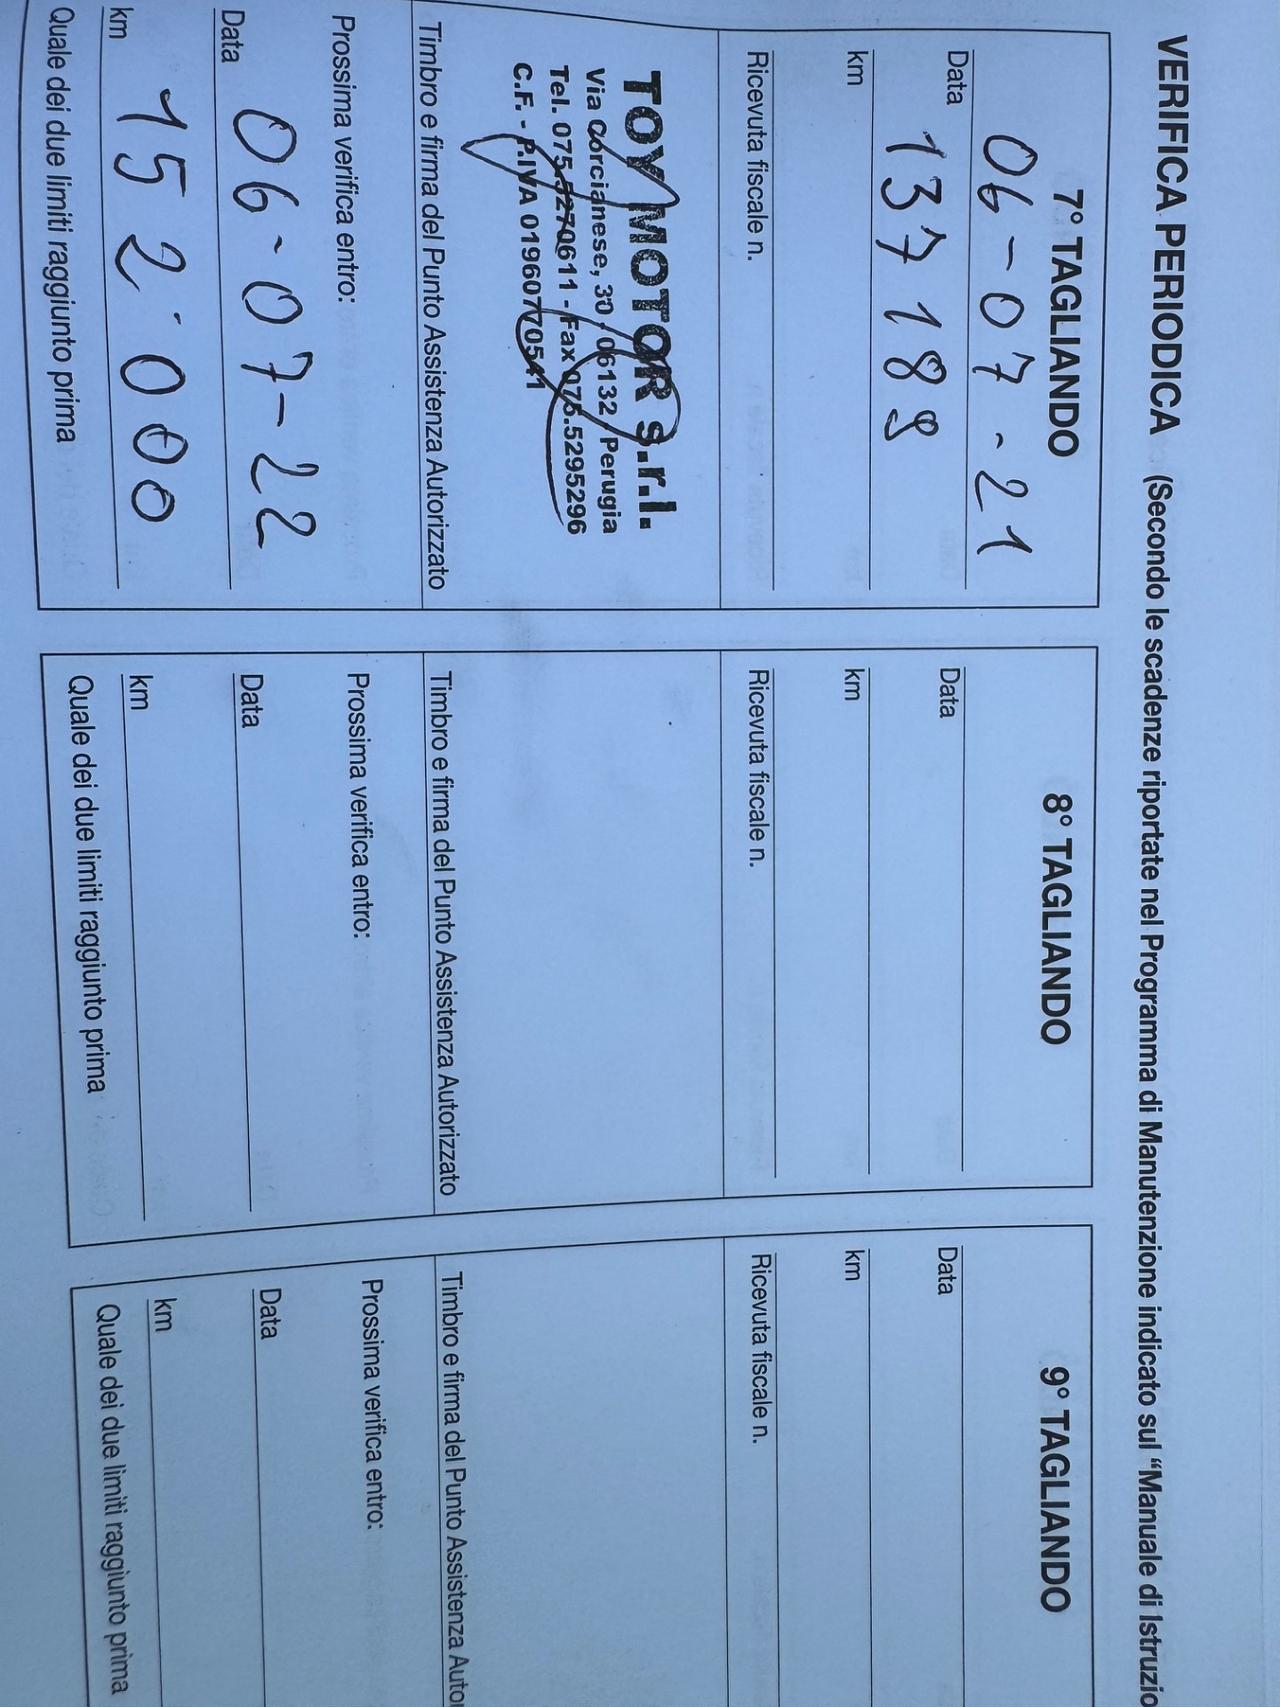 VERIFICA PERIODICA (Secondo le scadenze riportate nel Programma di Manutenzione indicato sul “Manuale di Istruzio
7° TAGLIANDO
Data 06-07-21
km 137189
Ricevuta fiscale n.
TOY MOTOR S.r.l.
Via Corcianese, 30 - 06132 Perugia
Tel. 075.5270611 - Fax 075.5295296
C.F. - P.IVA 01960770541
Timbro e firma del Punto Assistenza Autorizzato
Prossima verifica entro:
Data 06-07-22
km 152.000
Quale dei due limiti raggiunto prima
8° TAGLIANDO
Data
km
Ricevuta fiscale n.
Timbro e firma del Punto Assistenza Autorizzato
Prossima verifica entro:
Data
km
Quale dei due limiti raggiunto prima
9° TAGLIANDO
Data
km
Ricevuta fiscale n.
Timbro e firma del Punto Assistenza Autor
Prossima verifica entro:
Data
km
Quale dei due limiti raggiunto prima